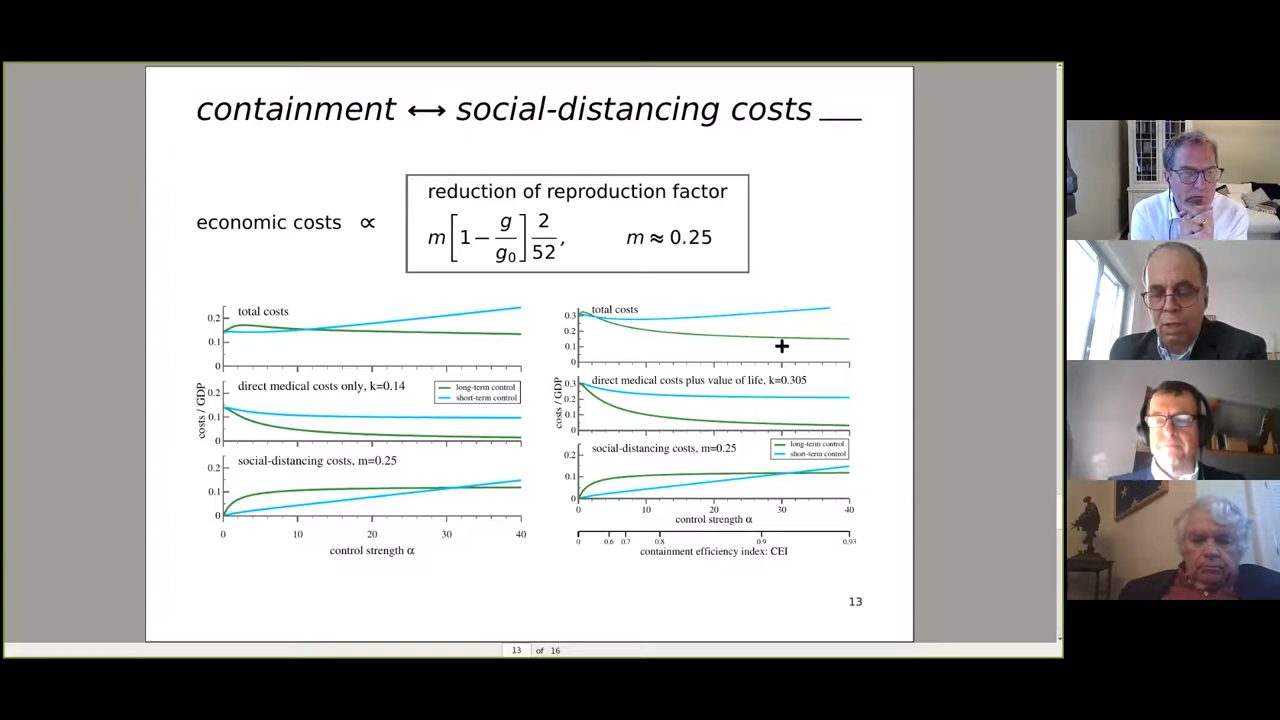 containment ↔ social-distancing costs
reduction of reproduction factor
economic costs ∝ m[1 − g/g₀] 2/52, m ≈ 0.25
total costs
0.2
0.1
direct medical costs only, k=0.14
long-term control
short-term control
0.2
0.1
0
costs / GDP
social-distancing costs, m=0.25
0.2
0.1
0
0 10 20 30 40
control strength α
total costs
0.3
0.2
0.1
0
direct medical costs plus value of life, k=0.305
0.3
0.2
0.1
0
costs / GDP
social-distancing costs, m=0.25
long-term control
short-term control
0.2
0.1
0
0 10 20 30 40
control strength α
0 0.6 0.7 0.8 0.9 0.93
containment efficiency index: CEI
13
13 of 16